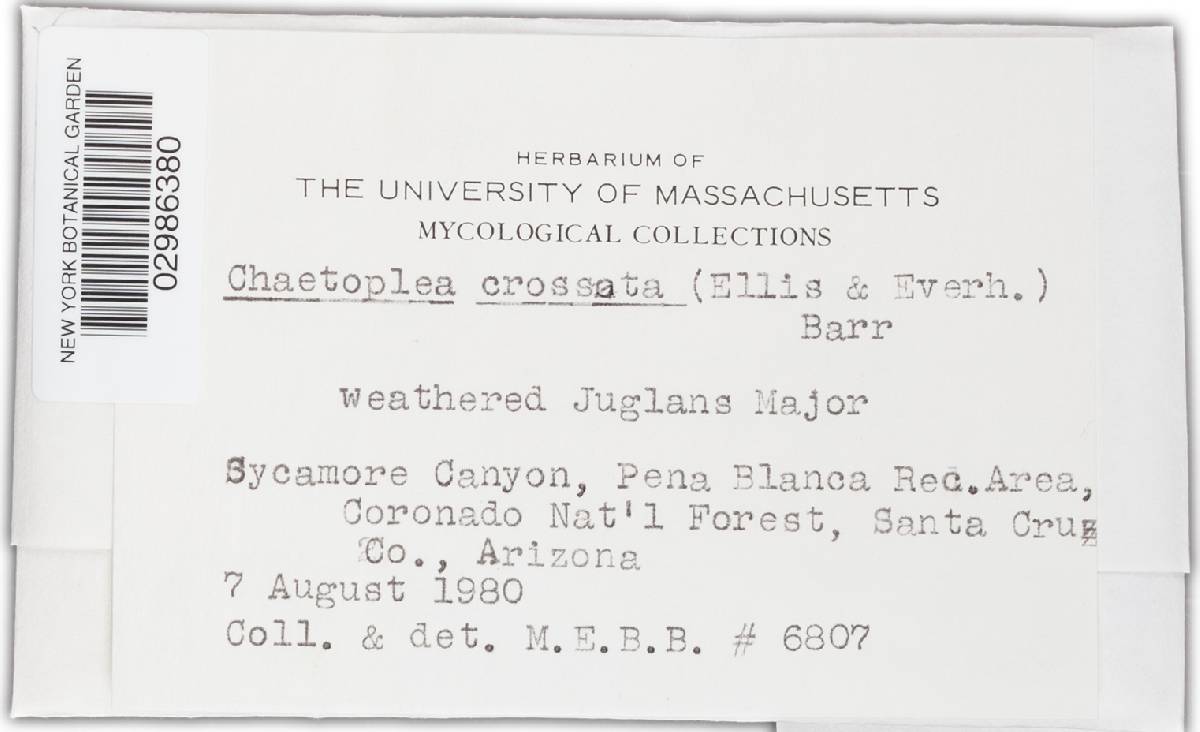 NEW YORK BOTANICAL GARDEN
02986380
HERBARIUM OF
THE UNIVERSITY OF MASSACHUSETTS
MYCOLOGICAL COLLECTIONS
Chaetoplea crossata (Ellis & Everh.)
Barr
weathered Juglans Major
Sycamore Canyon, Pena Blanca Rec.Area,
Coronado Nat'l Forest, Santa Cruz
Co., Arizona
7 August 1980
Coll. & det. M.E.B.B. # 6807